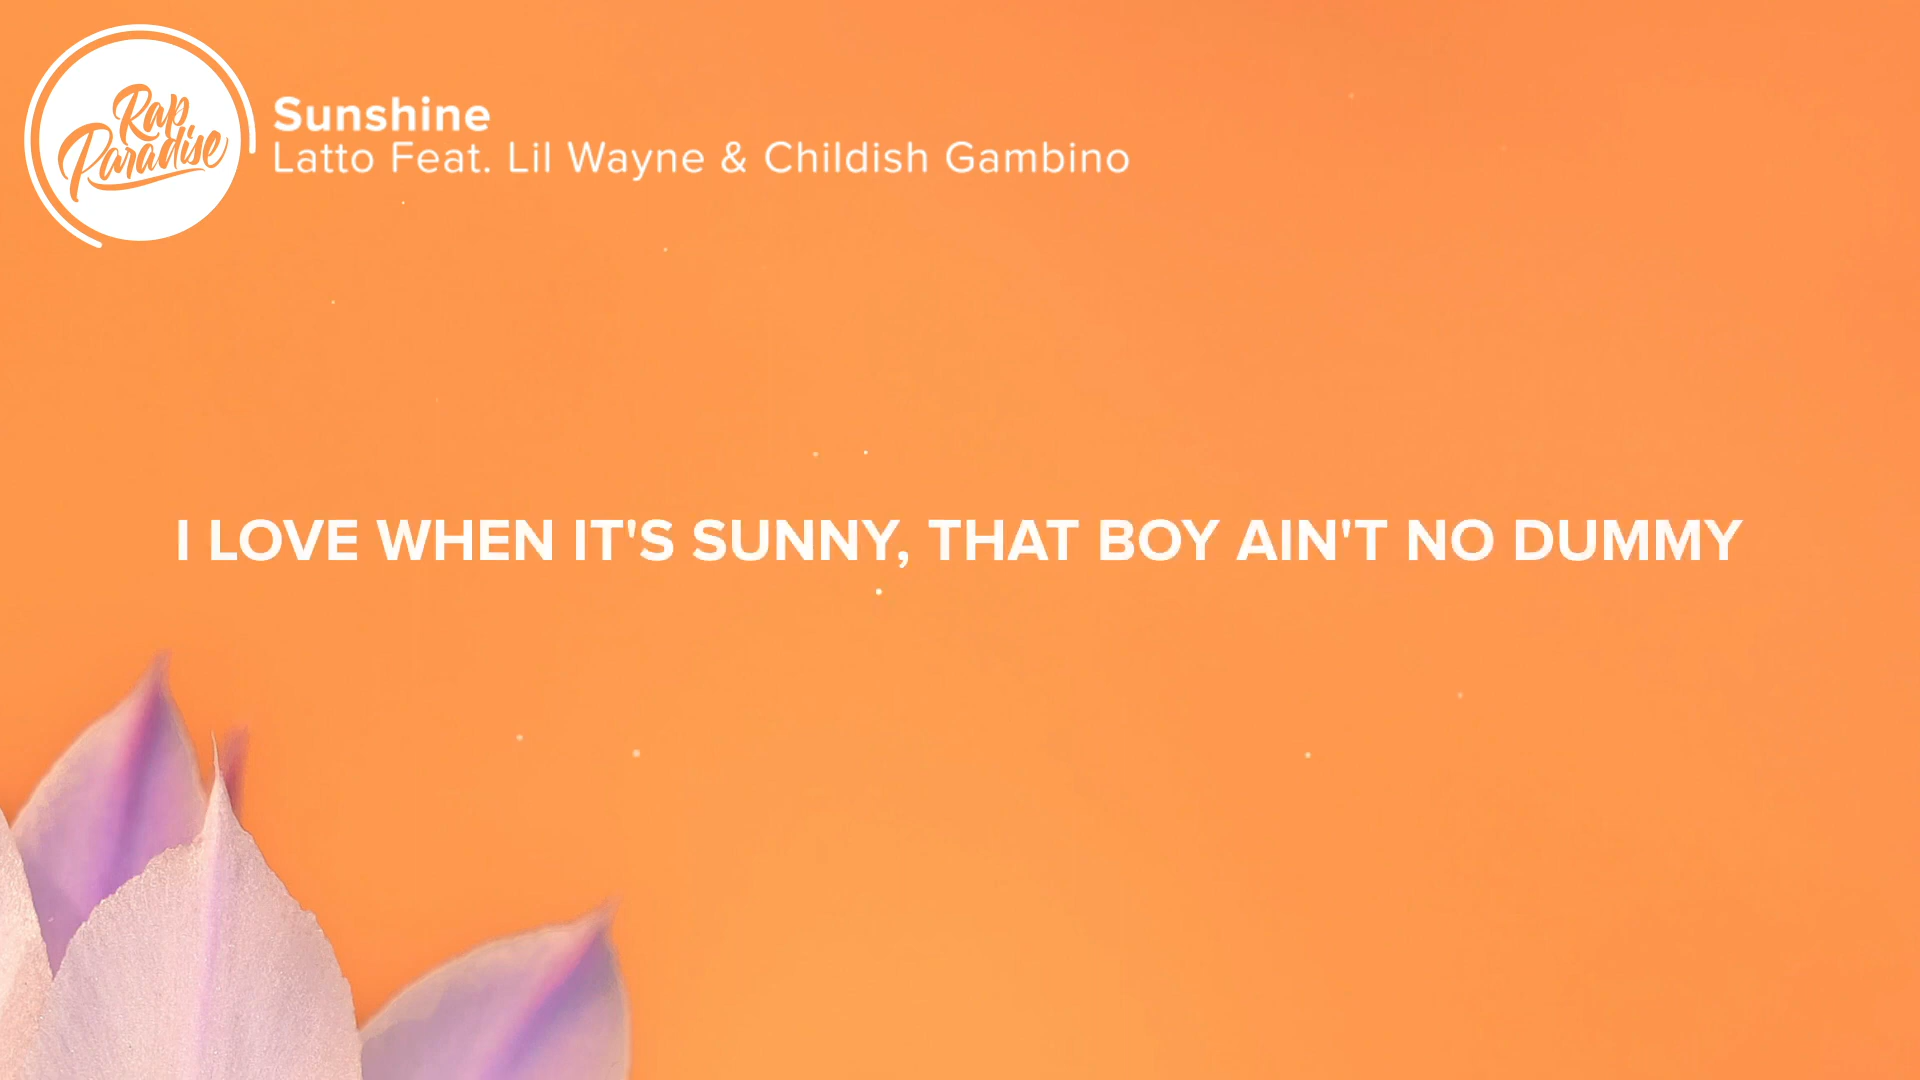 Rap
Paradise
Sunshine
Latto Feat. Lil Wayne & Childish Gambino
I LOVE WHEN IT'S SUNNY, THAT BOY AIN'T NO DUMMY